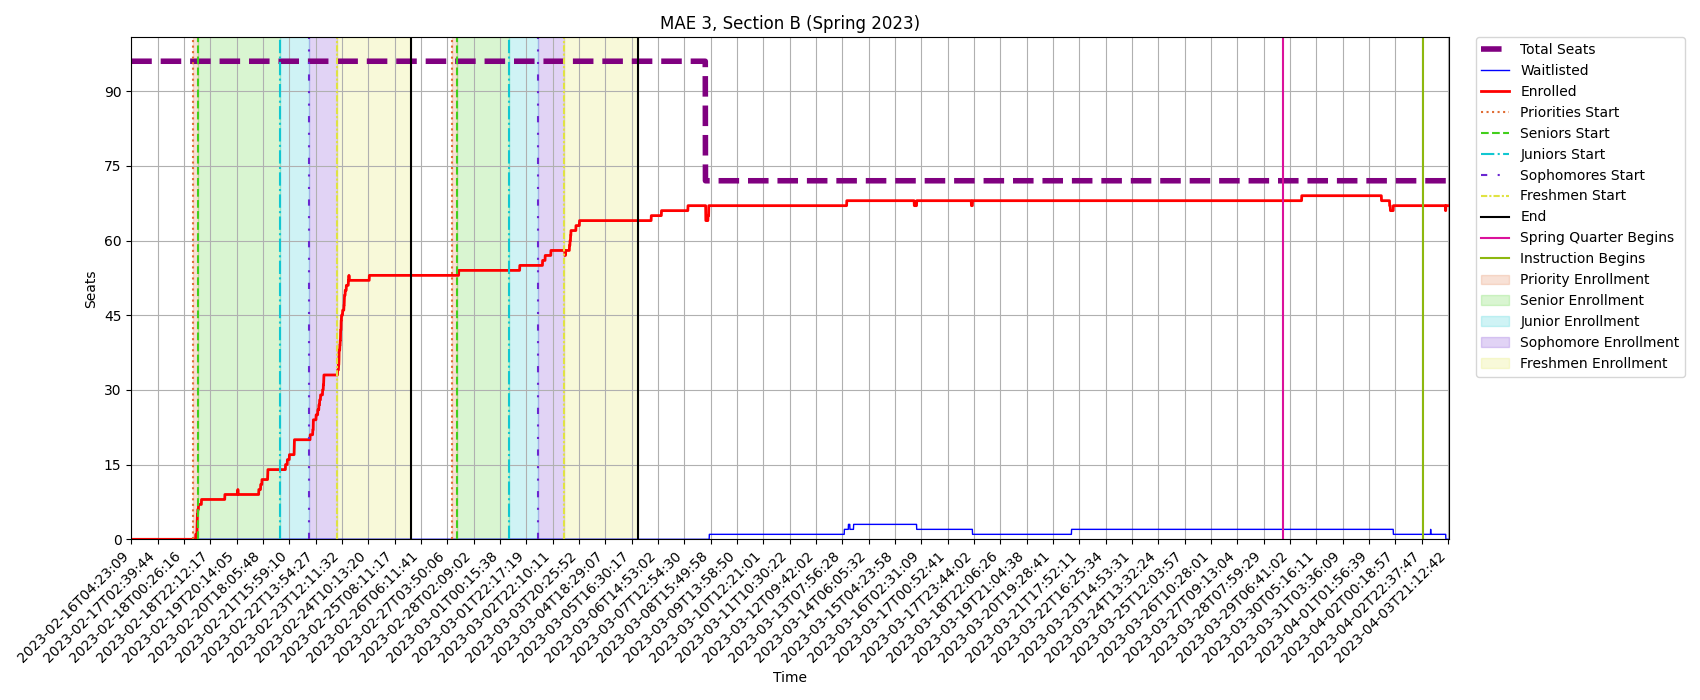 MAE 3, Section B (Spring 2023)
Seats
90
75
60
45
30
15
0
2023-02-16T04:23:09
2023-02-17T02:39:44
2023-02-18T00:26:16
2023-02-18T22:12:17
2023-02-19T20:14:05
2023-02-20T18:05:48
2023-02-21T15:59:10
2023-02-22T13:54:27
2023-02-23T12:11:32
2023-02-24T10:13:20
2023-02-25T08:11:17
2023-02-26T06:11:41
2023-02-27T03:50:06
2023-02-28T02:09:02
2023-03-01T00:15:38
2023-03-01T22:17:19
2023-03-02T22:10:11
2023-03-03T20:25:52
2023-03-04T18:29:07
2023-03-05T16:30:17
2023-03-06T14:53:02
2023-03-07T12:54:30
2023-03-08T15:49:58
2023-03-09T13:58:50
2023-03-10T12:21:01
2023-03-11T10:30:22
2023-03-12T09:42:02
2023-03-13T07:56:28
2023-03-14T06:05:32
2023-03-15T04:23:58
2023-03-16T02:31:09
2023-03-17T00:52:41
2023-03-17T23:44:02
2023-03-18T22:06:26
2023-03-19T21:04:38
2023-03-20T19:28:41
2023-03-21T17:52:11
2023-03-22T16:25:34
2023-03-23T14:53:31
2023-03-24T13:32:24
2023-03-25T12:03:57
2023-03-26T10:28:01
2023-03-27T09:13:04
2023-03-28T07:59:29
2023-03-29T06:41:02
2023-03-30T05:16:11
2023-03-31T03:36:09
2023-04-01T01:56:39
2023-04-02T00:18:57
2023-04-02T22:37:47
2023-04-03T21:12:42
Time
Total Seats
Waitlisted
Enrolled
Priorities Start
Seniors Start
Juniors Start
Sophomores Start
Freshmen Start
End
Spring Quarter Begins
Instruction Begins
Priority Enrollment
Senior Enrollment
Junior Enrollment
Sophomore Enrollment
Freshmen Enrollment